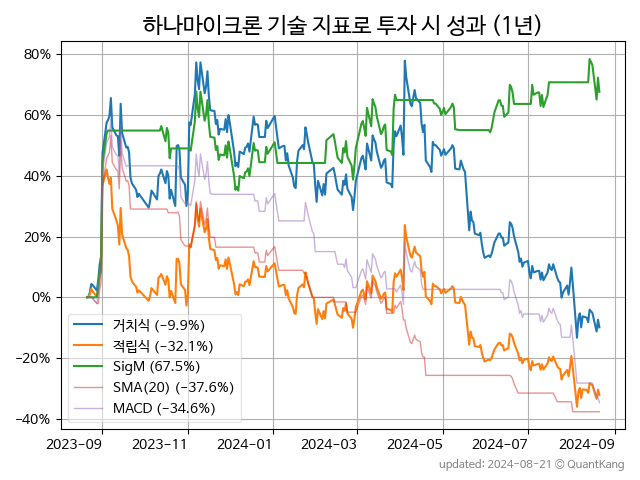 하나마이크론 기술 지표로 투자 시 성과 (1년)
80%
60%
40%
20%
0%
−20%
−40%
거치식 (−9.9%)
적립식 (−32.1%)
SigM (67.5%)
SMA(20) (−37.6%)
MACD (−34.6%)
2023-09 2023-11 2024-01 2024-03 2024-05 2024-07 2024-09
updated: 2024-08-21 © QuantKang